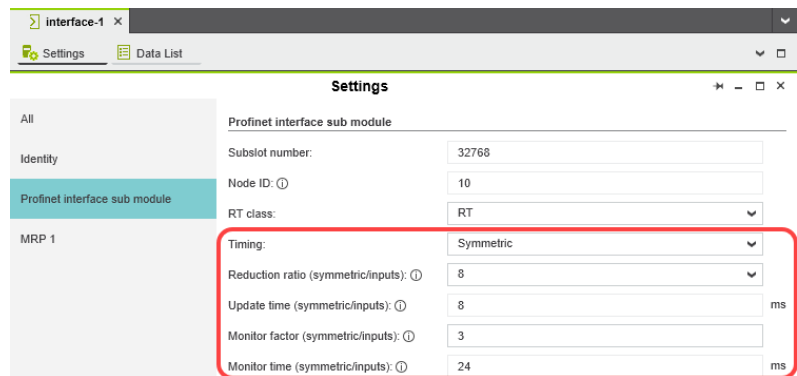 interface-1
Settings Data List
Settings
All
Identity
Profinet interface sub module
MRP 1
Profinet interface sub module
Subslot number: 32768
Node ID: 10
RT class: RT
Timing: Symmetric
Reduction ratio (symmetric/inputs): 8
Update time (symmetric/inputs): 8 ms
Monitor factor (symmetric/inputs): 3
Monitor time (symmetric/inputs): 24 ms